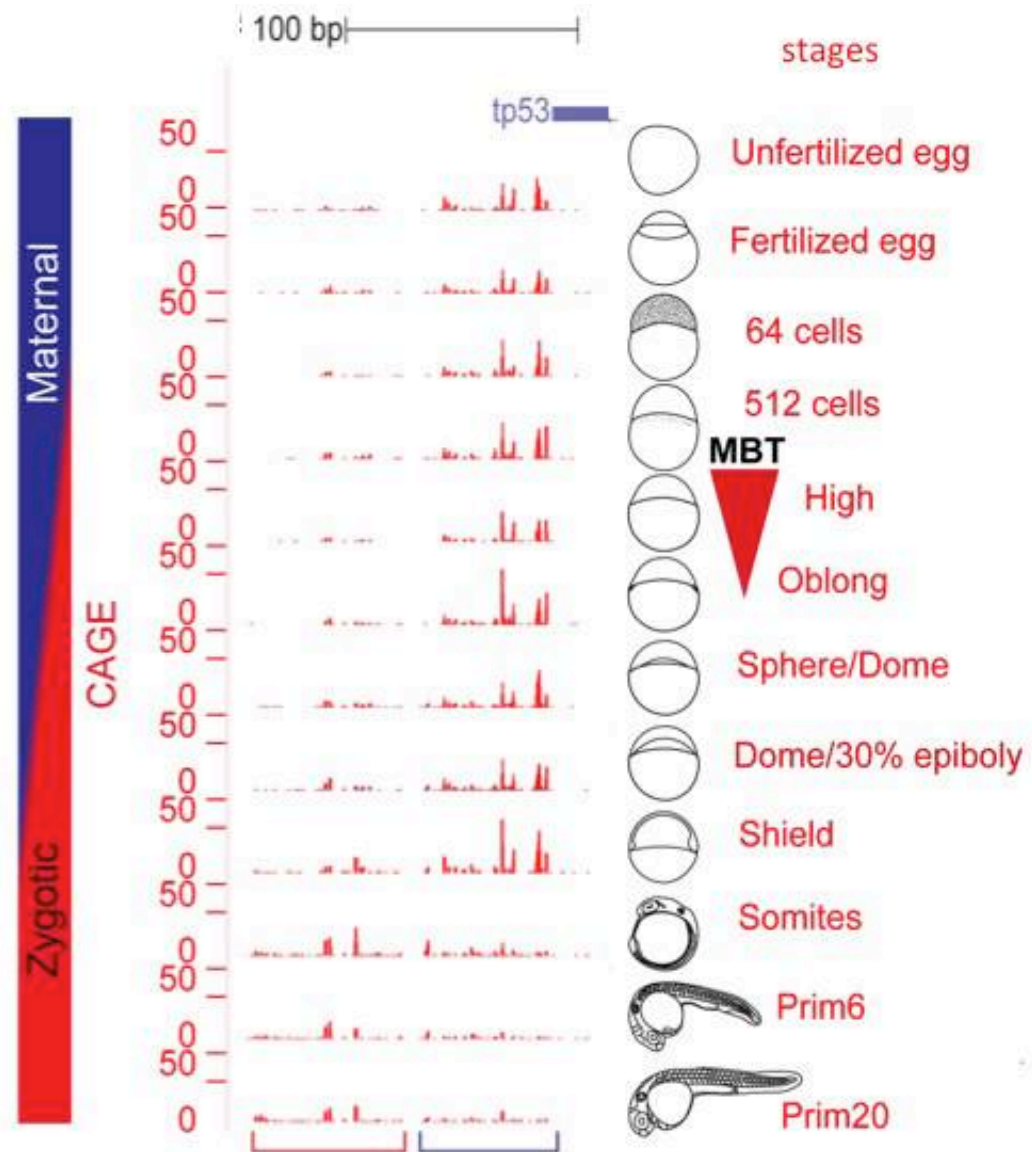 100 bp
stages
tp53
50
Unfertilized egg
0
50
Fertilized egg
0
50
64 cells
0
50
512 cells
0
50
MBT
High
0
50
Oblong
0
50
Sphere/Dome
0
50
Dome/30% epiboly
0
50
Shield
0
50
Somites
0
50
Prim6
0
50
Prim20
0
Maternal
Zygotic
CAGE